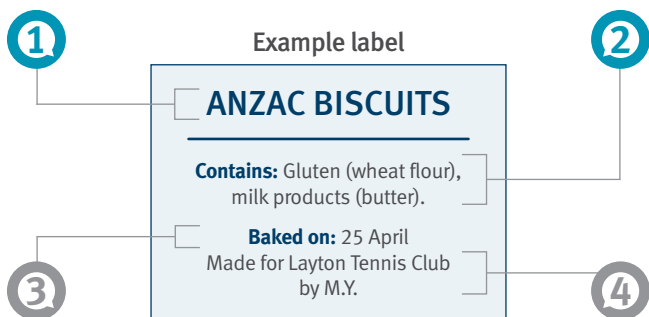 1
Example label
2
ANZAC BISCUITS
Contains: Gluten (wheat flour),
milk products (butter).
Baked on: 25 April
Made for Layton Tennis Club
by M.Y.
3
4